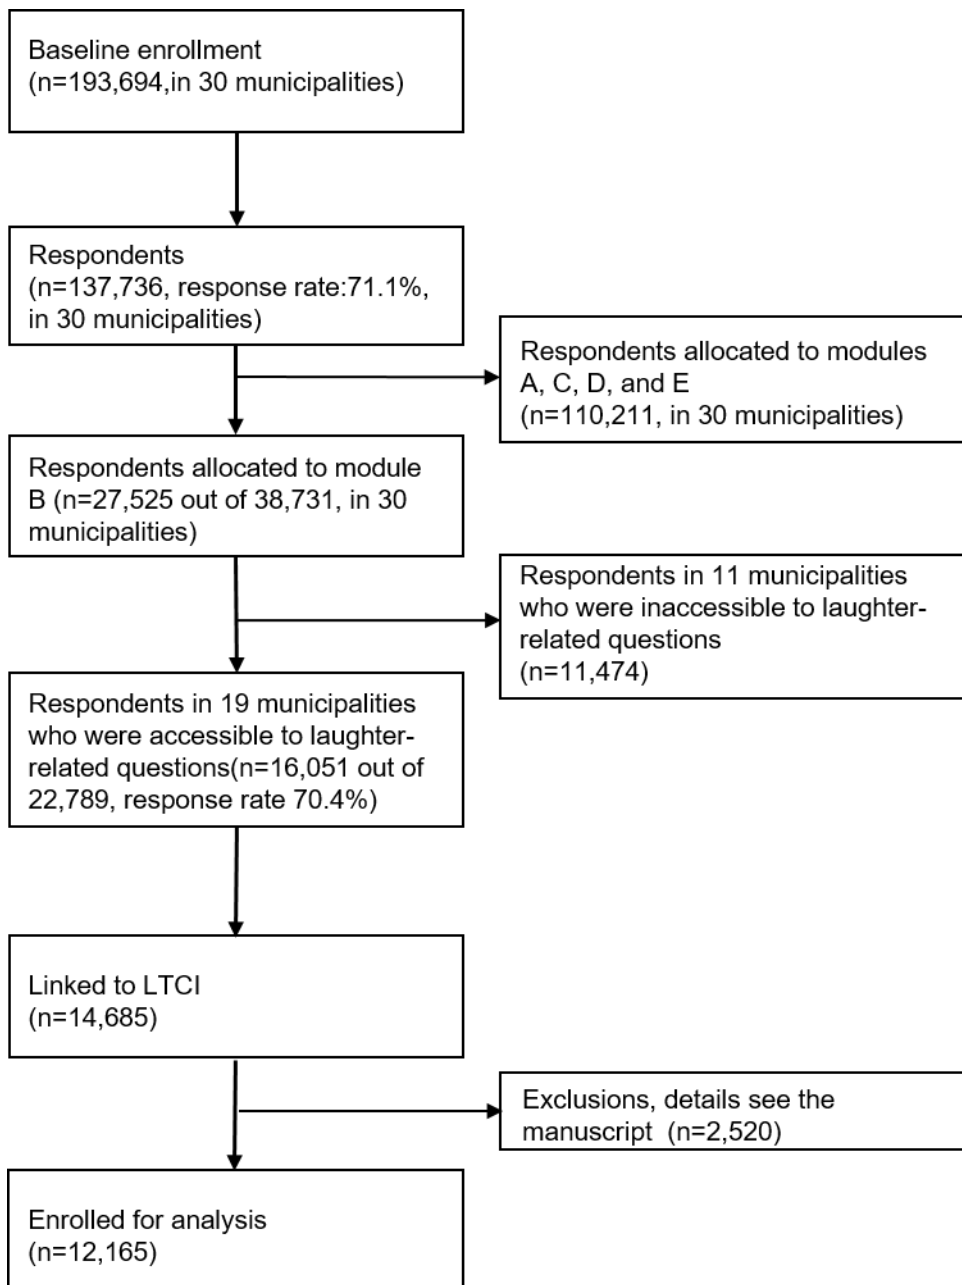 Baseline enrollment
(n=193,694,in 30 municipalities)
Respondents
(n=137,736, response rate:71.1%,
in 30 municipalities)
Respondents allocated to modules
A, C, D, and E
(n=110,211, in 30 municipalities)
Respondents allocated to module
B (n=27,525 out of 38,731, in 30
municipalities)
Respondents in 11 municipalities
who were inaccessible to laughter-
related questions
(n=11,474)
Respondents in 19 municipalities
who were accessible to laughter-
related questions(n=16,051 out of
22,789, response rate 70.4%)
Linked to LTCI
(n=14,685)
Exclusions, details see the
manuscript (n=2,520)
Enrolled for analysis
(n=12,165)